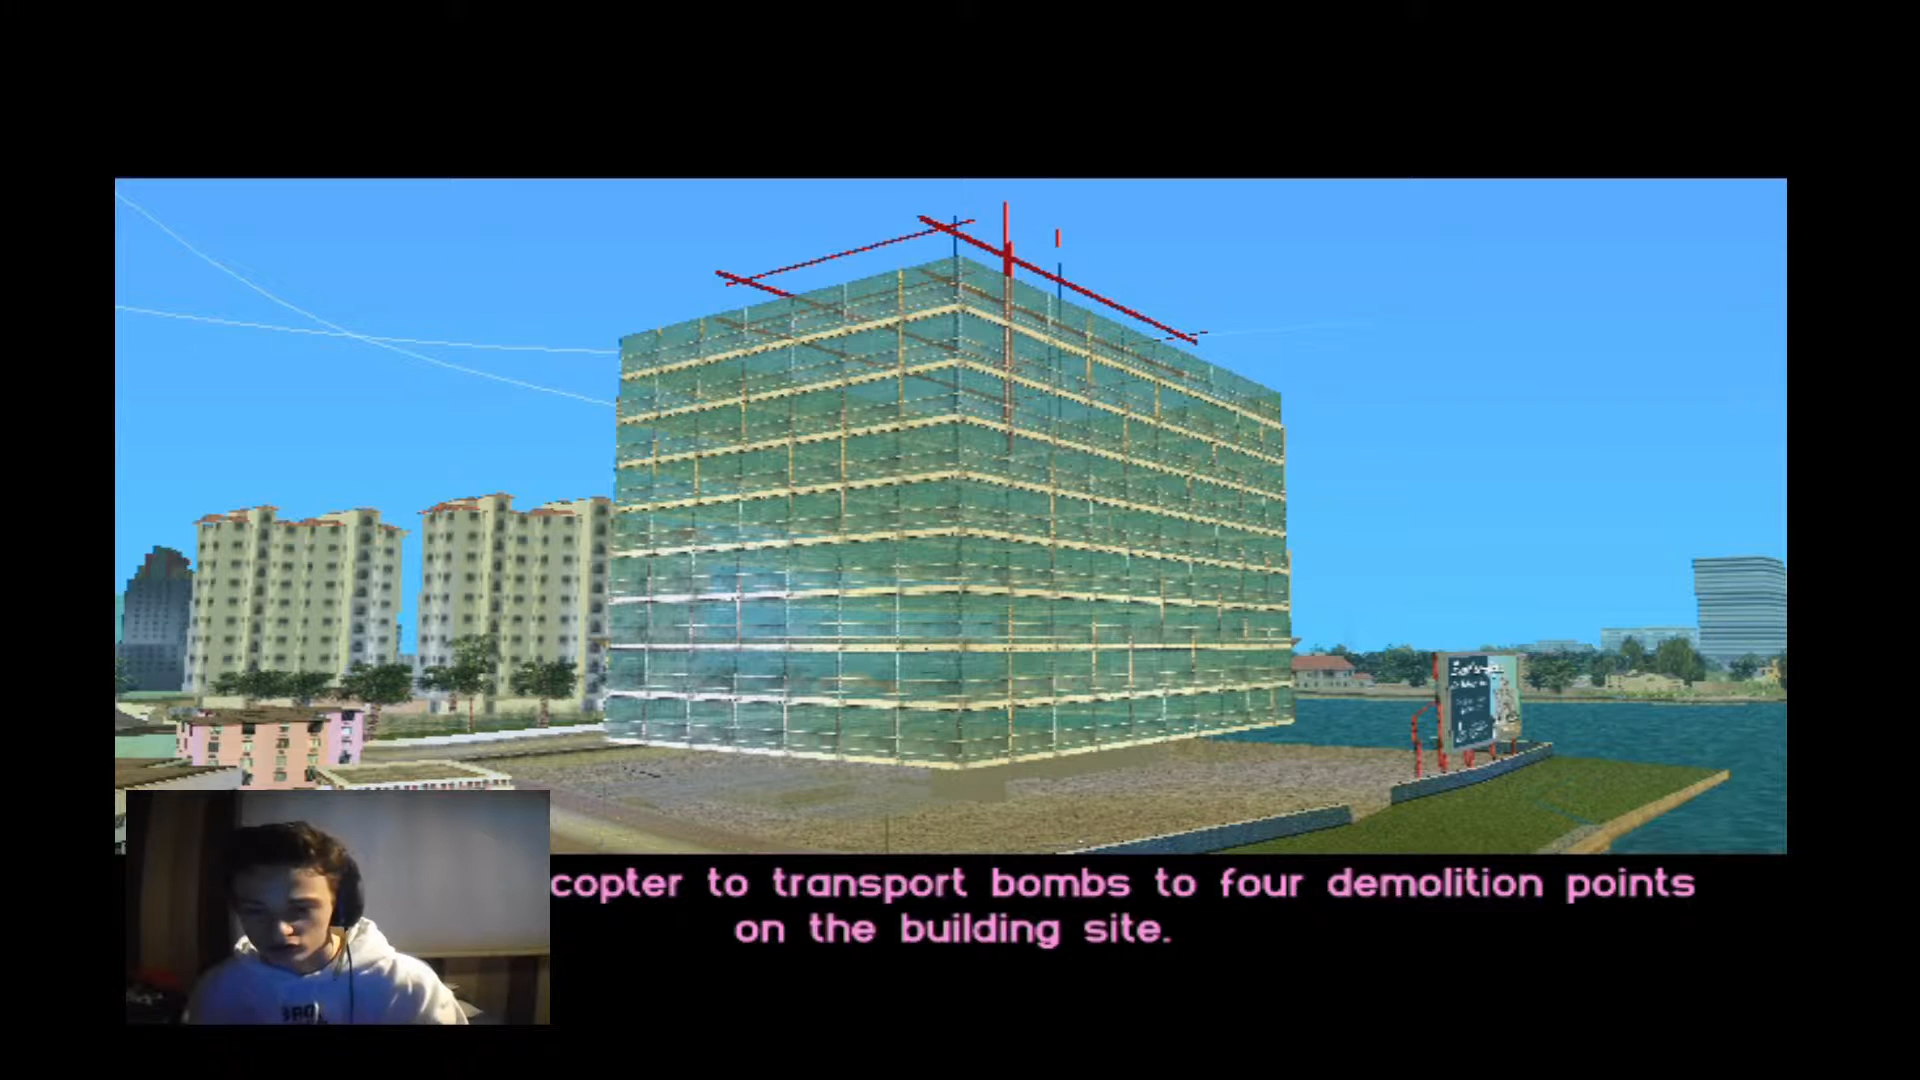 copter to transport bombs to four demolition points
on the building site.